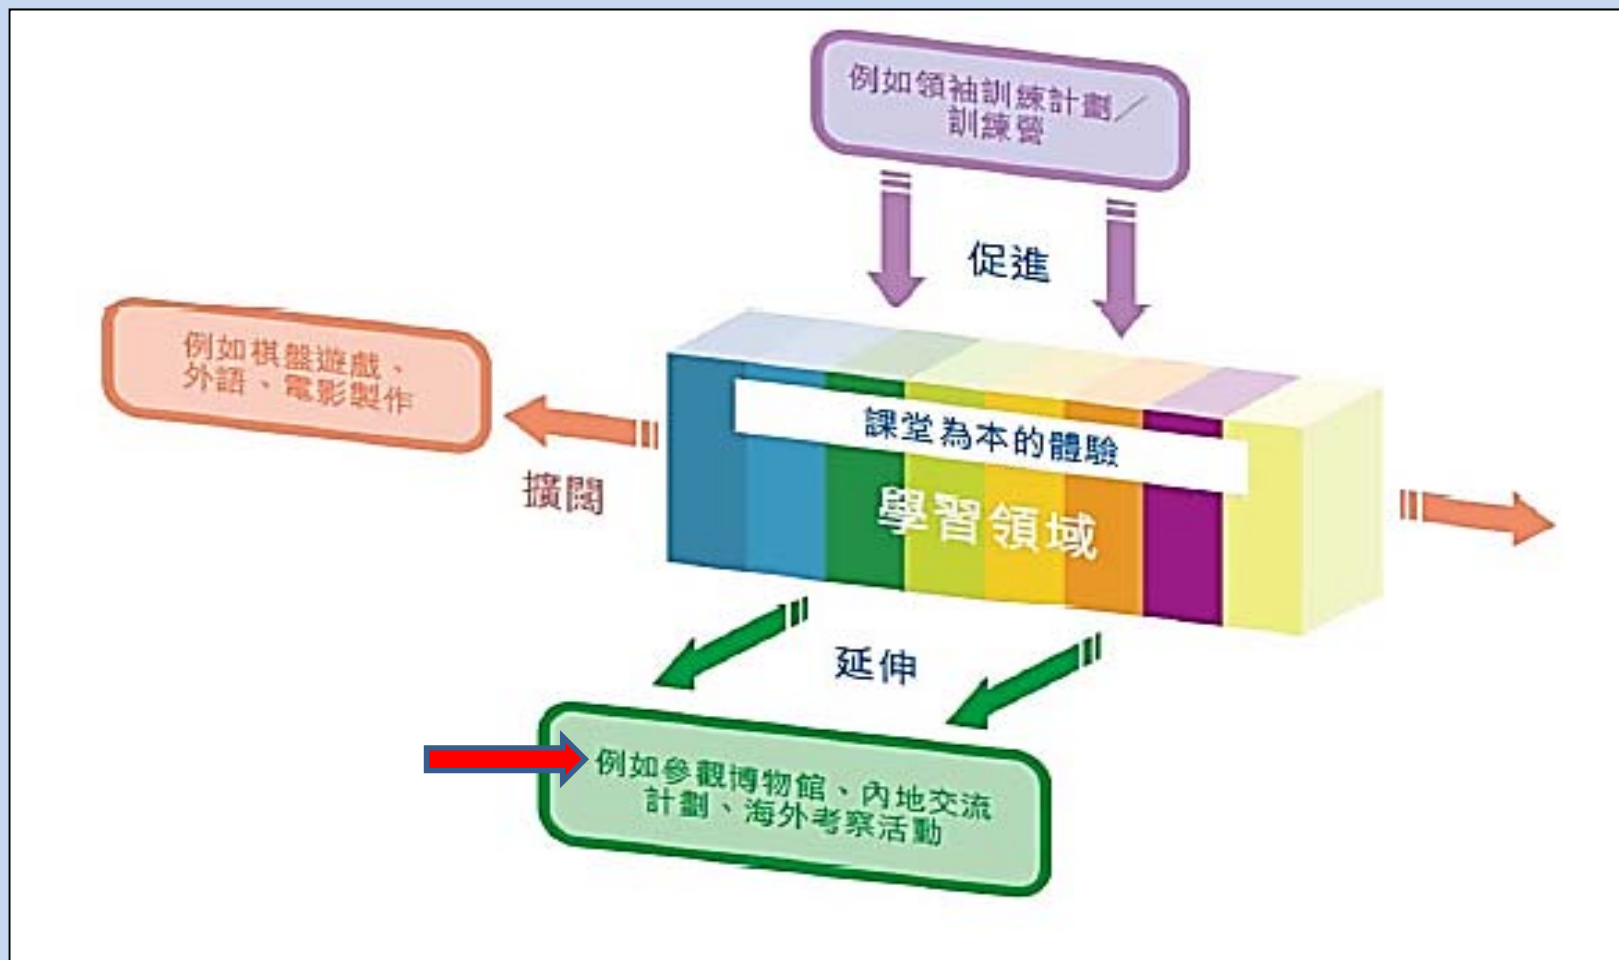 例如領袖訓練計劃／
訓練營
促進
例如棋盤遊戲、
外語、電影製作
擴闊
課堂為本的體驗
學習領域
延伸
例如參觀博物館、內地交流
計劃、海外考察活動